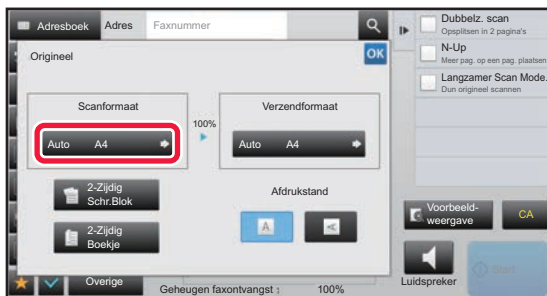 Adresboek
Adres
Faxnummer
Dubbelz. scan
Opsplitsen in 2 pagina's
N-Up
Meer pag. op een pag. plaatsen
Langzamer Scan Mode.
Dun origineel scannen
Origineel
OK
Scanformaat
Auto A4
100%
Verzendformaat
Auto A4
2-Zijdig
Schr.Blok
2-Zijdig
Boekje
Afdrukstand
A
A
Voorbeeld-
weergave
CA
Luidspreker
Start
Overige
Geheugen faxontvangst : 100%